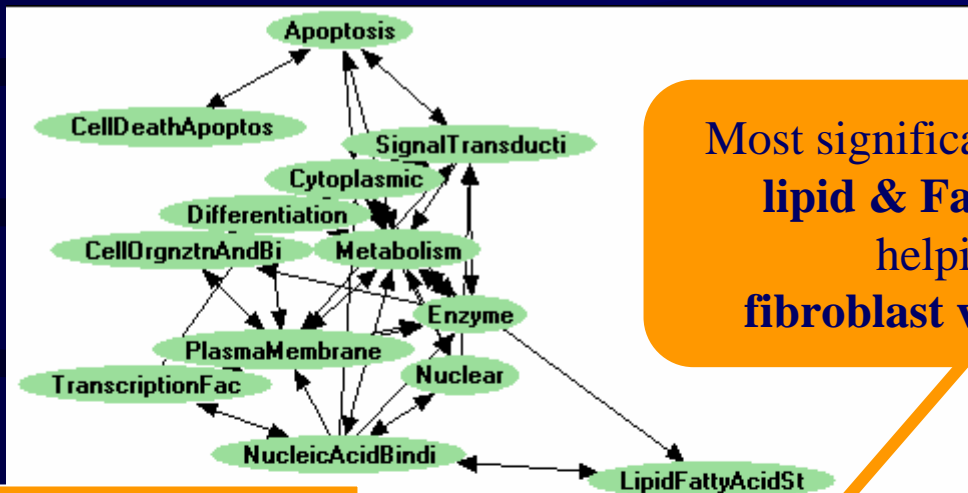 Apoptosis
CellDeathApoptos
SignalTransducti
Cytoplasmic
Differentiation
CellOrgnztnAndBi
Metabolism
Enzyme
PlasmaMembrane
TranscriptionFac
Nuclear
NucleicAcidBindi
LipidFattyAcidSt
Most significa
lipid & Fa
helpi
fibroblast v